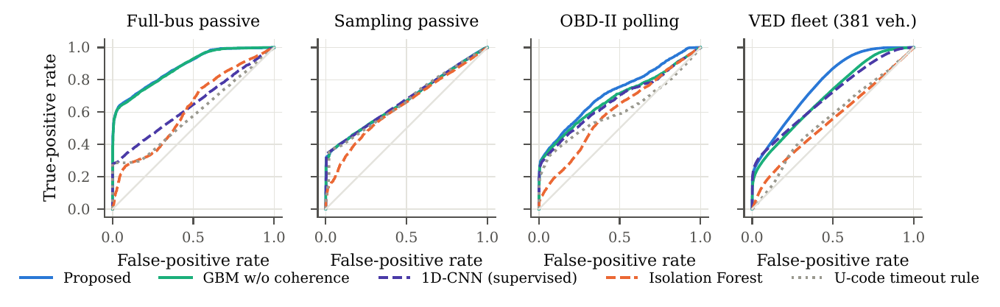 Full-bus passive Sampling passive OBD-II polling VED fleet (381 veh.)
True-positive rate
1.0
0.8
0.6
0.4
0.2
0.0
0.0 0.5 1.0 0.0 0.5 1.0 0.0 0.5 1.0 0.0 0.5 1.0
False-positive rate False-positive rate False-positive rate False-positive rate
Proposed GBM w/o coherence 1D-CNN (supervised) Isolation Forest U-code timeout rule